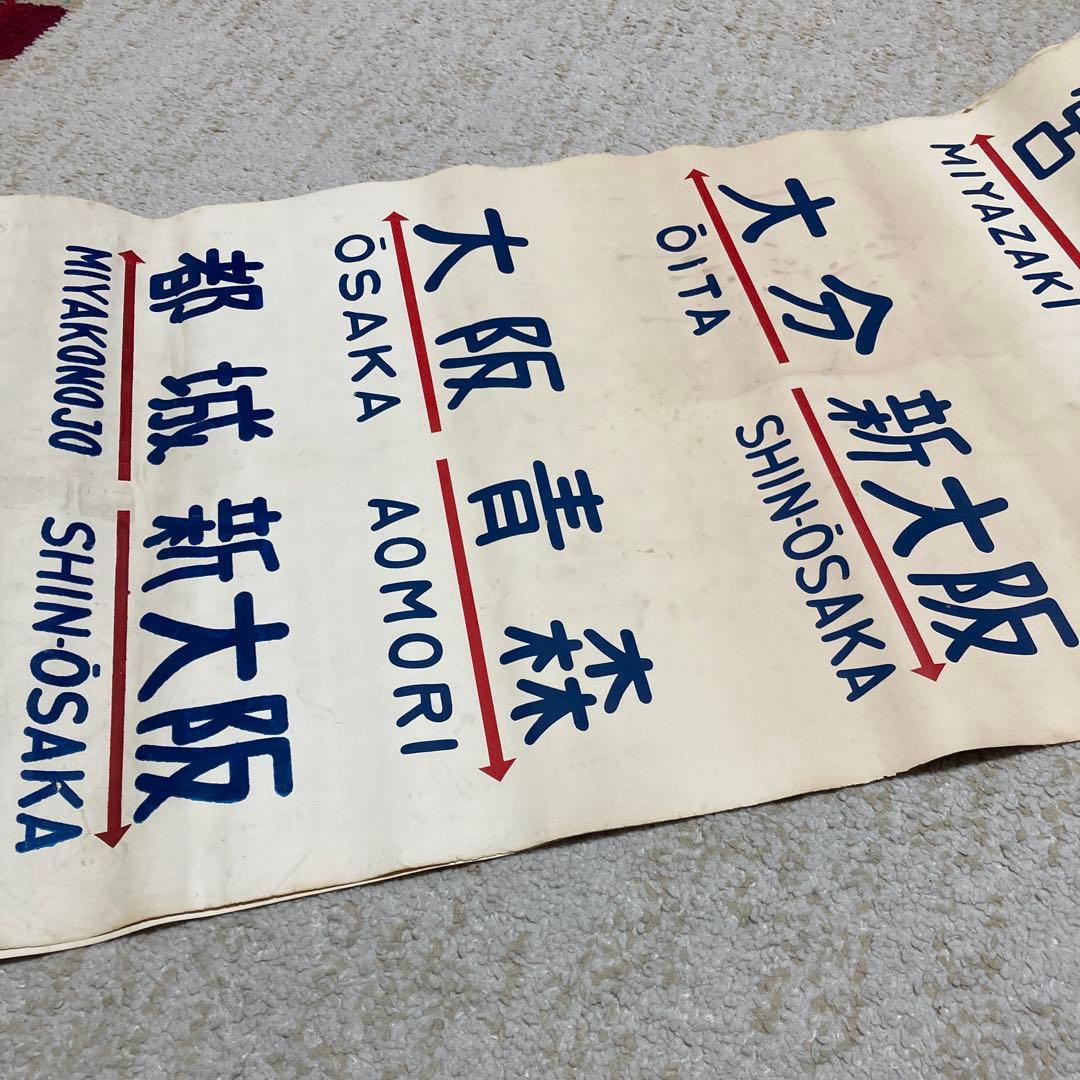 都城 新大阪
MIYAKONOJO SHIN-ŌSAKA
大阪 青森
ŌSAKA AOMORI
大分 新大阪
ŌITA SHIN-ŌSAKA
宮
MIYAZAKI